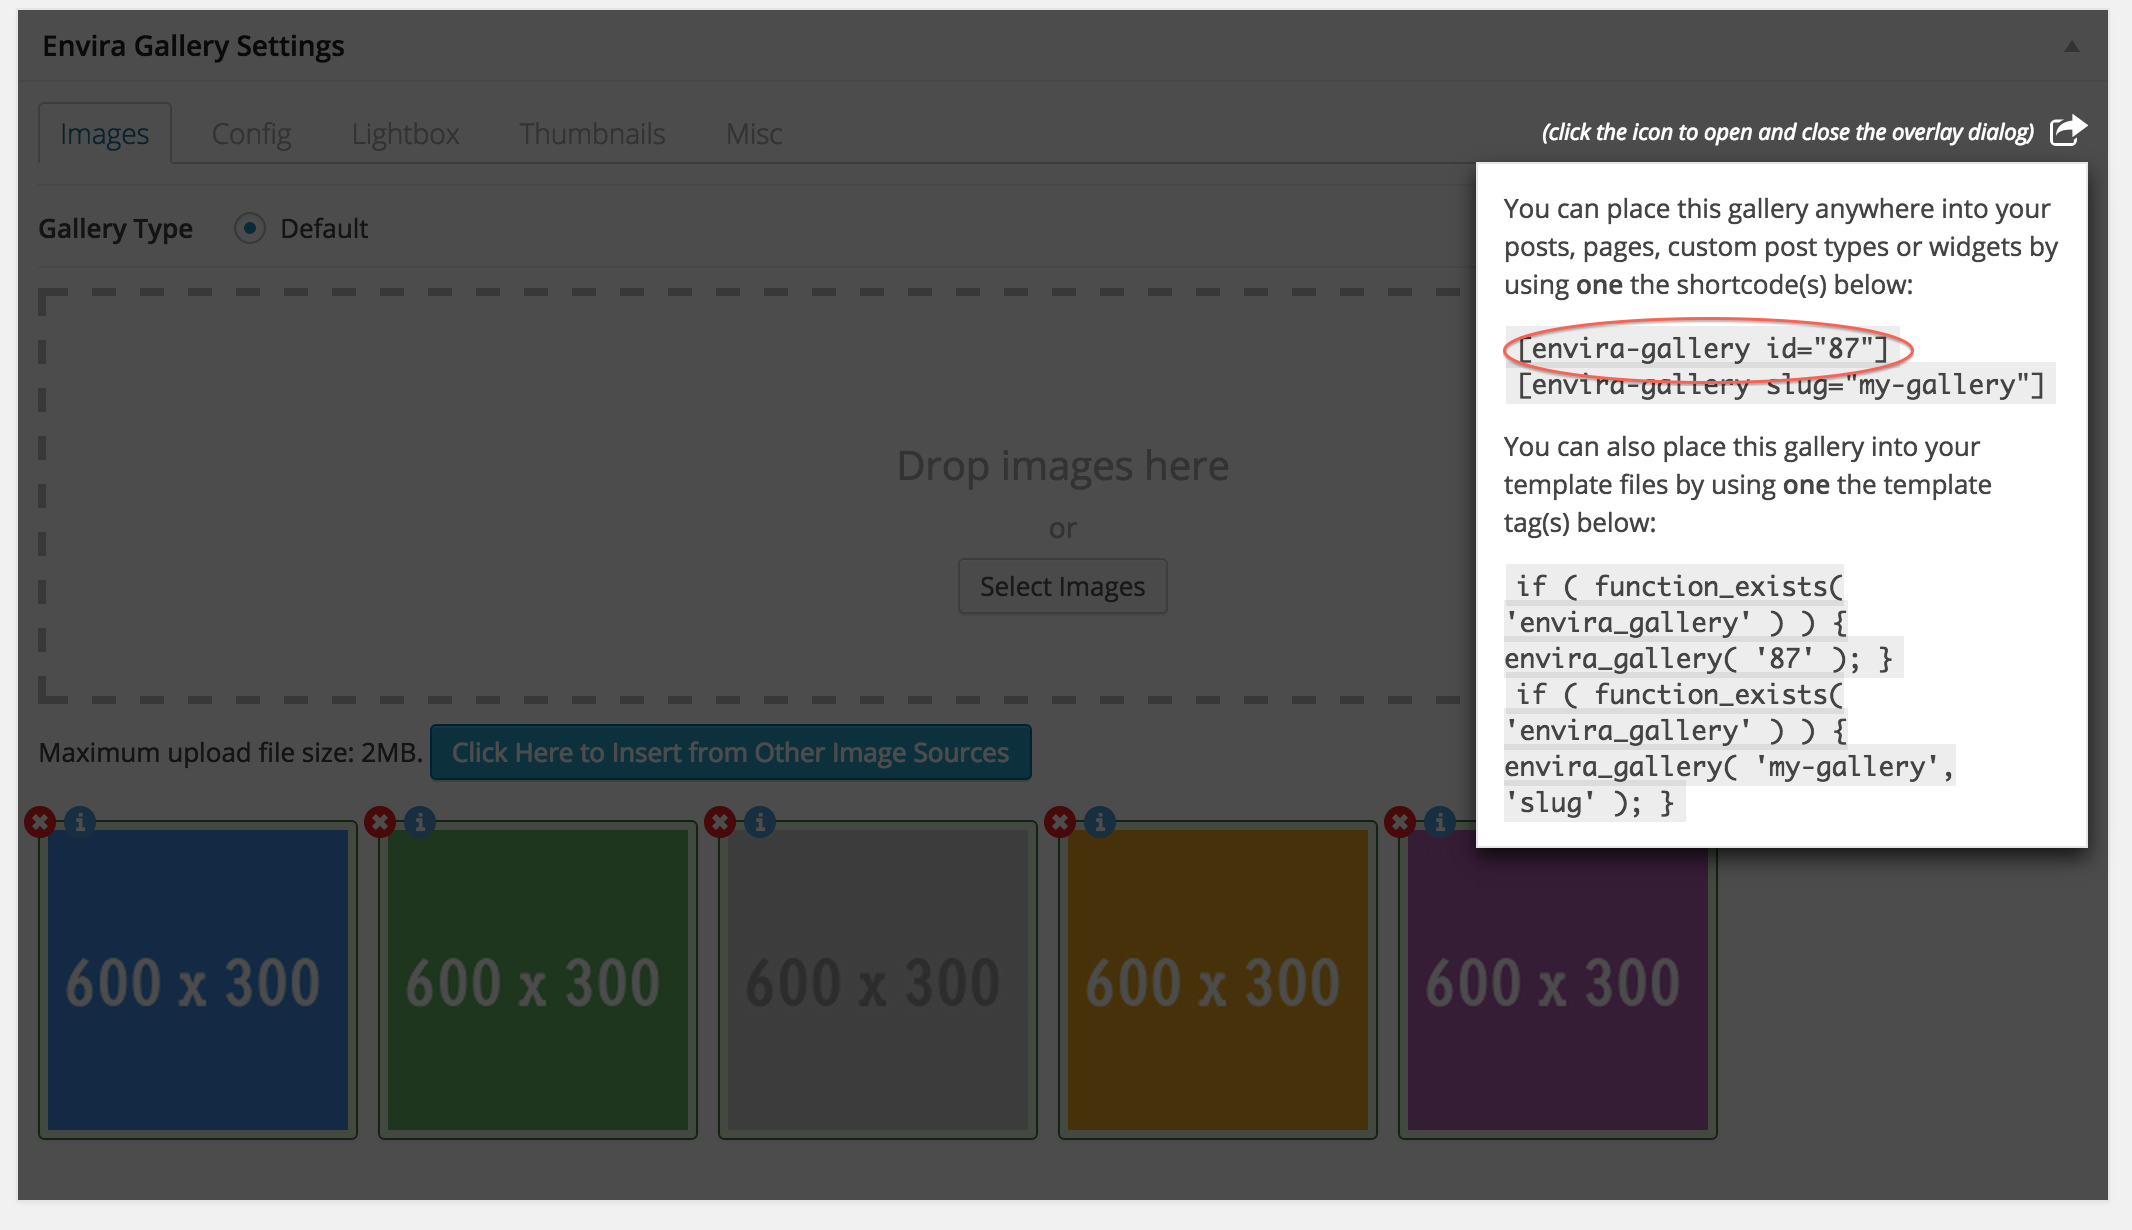 Envira Gallery Settings
Images Config Lightbox Thumbnails Misc
(click the icon to open and close the overlay dialog)
Gallery Type Default
You can place this gallery anywhere into your
posts, pages, custom post types or widgets by
using one the shortcode(s) below:
[envira-gallery id="87"]
[envira-gallery slug="my-gallery"]
You can also place this gallery into your
template files by using one the template
tag(s) below:
if ( function_exists(
'envira_gallery' ) ) {
envira_gallery( '87' ); }
if ( function_exists(
'envira_gallery' ) ) {
envira_gallery( 'my-gallery',
'slug' ); }
Drop images here
or
Select Images
Maximum upload file size: 2MB. Click Here to Insert from Other Image Sources
600 x 300 600 x 300 600 x 300 600 x 300 600 x 300